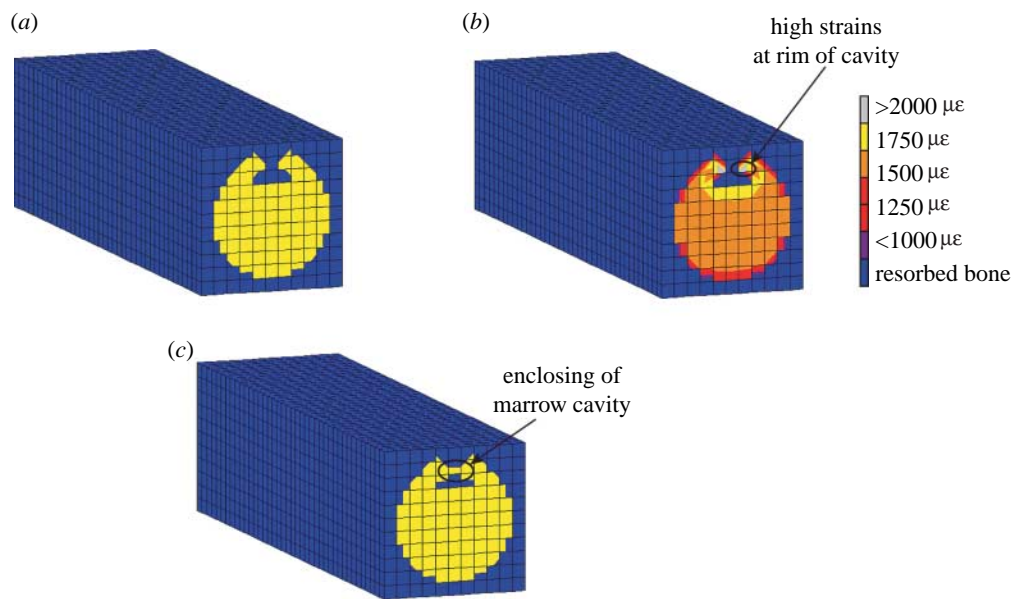 (a)
(b)
high strains
at rim of cavity
>2000 με
1750 με
1500 με
1250 με
<1000 με
resorbed bone
(c)
enclosing of
marrow cavity